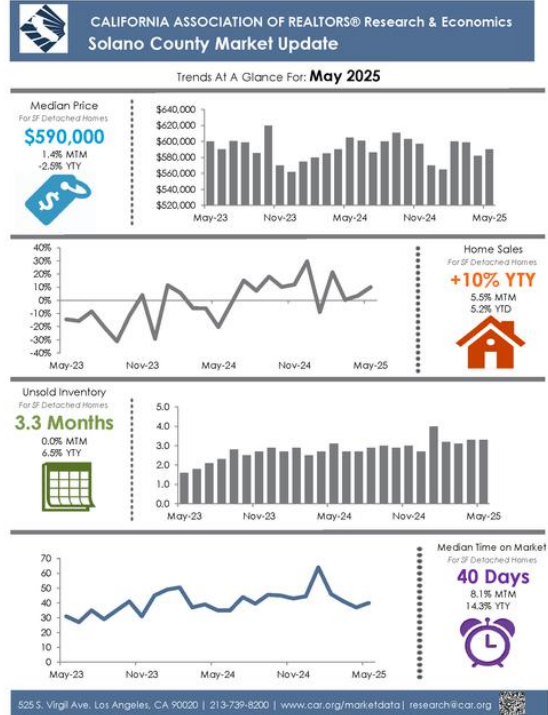 CALIFORNIA ASSOCIATION OF REALTORS® Research & Economics
Solano County Market Update
Trends At A Glance For: May 2025
Median Price
For SF Detached Homes
$590,000
1.4% MTM
-2.5% YTY
$640,000
$620,000
$600,000
$580,000
$560,000
$540,000
$520,000
May-23 Nov-23 May-24 Nov-24 May-25
40%
30%
20%
10%
0%
-10%
-20%
-30%
-40%
May-23 Nov-23 May-24 Nov-24 May-25
Home Sales
For SF Detached Homes
+10% YTY
5.5% MTM
5.2% YTD
Unsold Inventory
For SF Detached Homes
3.3 Months
0.0% MTM
6.5% YTY
5.0
4.0
3.0
2.0
1.0
0.0
May-23 Nov-23 May-24 Nov-24 May-25
70
60
50
40
30
20
10
0
May-23 Nov-23 May-24 Nov-24 May-25
Median Time on Market
For SF Detached Homes
40 Days
8.1% MTM
14.3% YTY
525 S. Virgil Ave. Los Angeles, CA 90020 | 213-739-8200 | www.car.org/marketdata | research@car.org